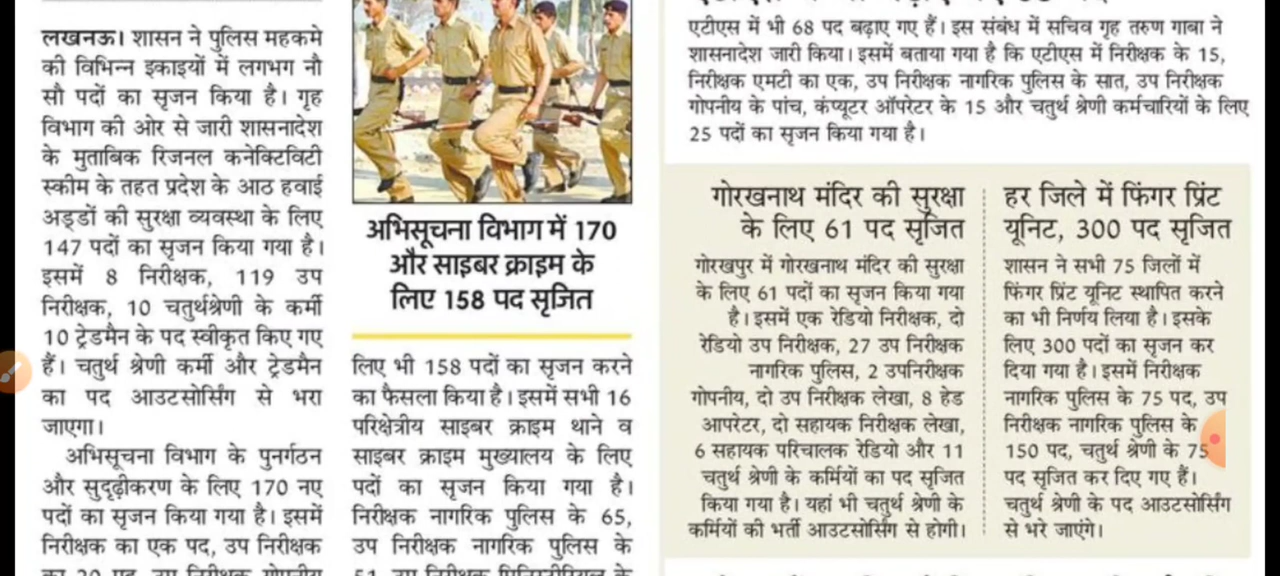 लखनऊ। शासन ने पुलिस महकमे
की विभिन्न इकाइयों में लगभग नौ
सौ पदों का सृजन किया है। गृह
विभाग की ओर से जारी शासनादेश
के मुताबिक रिजनल कनेक्टिविटी
स्कीम के तहत प्रदेश के आठ हवाई
अड्डों की सुरक्षा व्यवस्था के लिए
147 पदों का सृजन किया गया है।
इसमें 8 निरीक्षक, 119 उप
निरीक्षक, 10 चतुर्थश्रेणी के कर्मी
10 ट्रेडमैन के पद स्वीकृत किए गए
हैं। चतुर्थ श्रेणी कर्मी और ट्रेडमैन
का पद आउटसोर्सिंग से भरा
जाएगा।
अभिसूचना विभाग के पुनर्गठन
और सुदृढ़ीकरण के लिए 170 नए
पदों का सृजन किया गया है। इसमें
निरीक्षक का एक पद, उप निरीक्षक
अभिसूचना विभाग में 170
और साइबर क्राइम के
लिए 158 पद सृजित
लिए भी 158 पदों का सृजन करने
का फैसला किया है। इसमें सभी 16
परिक्षेत्रीय साइबर क्राइम थाने व
साइबर क्राइम मुख्यालय के लिए
पदों का सृजन किया गया है।
निरीक्षक नागरिक पुलिस के 65,
उप निरीक्षक नागरिक पुलिस के
एटीएस में भी 68 पद बढ़ाए गए हैं। इस संबंध में सचिव गृह तरुण गाबा ने
शासनादेश जारी किया। इसमें बताया गया है कि एटीएस में निरीक्षक के 15,
निरीक्षक एमटी का एक, उप निरीक्षक नागरिक पुलिस के सात, उप निरीक्षक
गोपनीय के पांच, कंप्यूटर ऑपरेटर के 15 और चतुर्थ श्रेणी कर्मचारियों के लिए
25 पदों का सृजन किया गया है।
गोरखनाथ मंदिर की सुरक्षा
के लिए 61 पद सृजित
गोरखपुर में गोरखनाथ मंदिर की सुरक्षा
के लिए 61 पदों का सृजन किया गया
है। इसमें एक रेडियो निरीक्षक, दो
रेडियो उप निरीक्षक, 27 उप निरीक्षक
नागरिक पुलिस, 2 उपनिरीक्षक
गोपनीय, दो उप निरीक्षक लेखा, 8 हेड
आपरेटर, दो सहायक निरीक्षक लेखा,
6 सहायक परिचालक रेडियो और 11
चतुर्थ श्रेणी के कर्मियों का पद सृजित
किया गया है। यहां भी चतुर्थ श्रेणी के
कर्मियों की भर्ती आउटसोर्सिंग से होगी।
हर जिले में फिंगर प्रिंट
यूनिट, 300 पद सृजित
शासन ने सभी 75 जिलों में
फिंगर प्रिंट यूनिट स्थापित करने
का भी निर्णय लिया है। इसके
लिए 300 पदों का सृजन कर
दिया गया है। इसमें निरीक्षक
नागरिक पुलिस के 75 पद, उप
निरीक्षक नागरिक पुलिस के
150 पद, चतुर्थ श्रेणी के 75
पद सृजित कर दिए गए हैं।
चतुर्थ श्रेणी के पद आउटसोर्सिंग
से भरे जाएंगे।